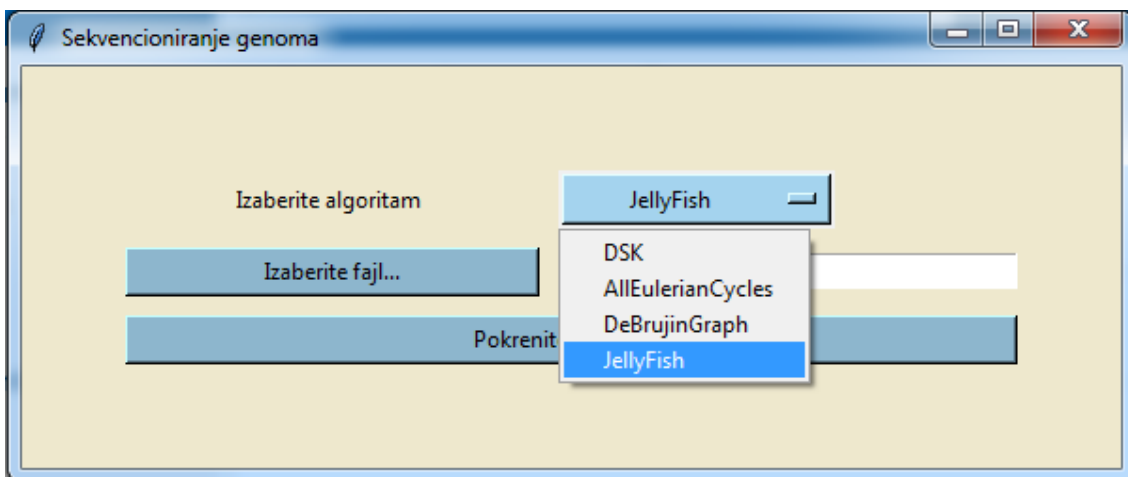 Sekvencioniranje genoma
Izaberite algoritam
JellyFish
Izaberite fajl...
DSK
AllEulerianCycles
DeBrujinGraph
JellyFish
Pokrenit